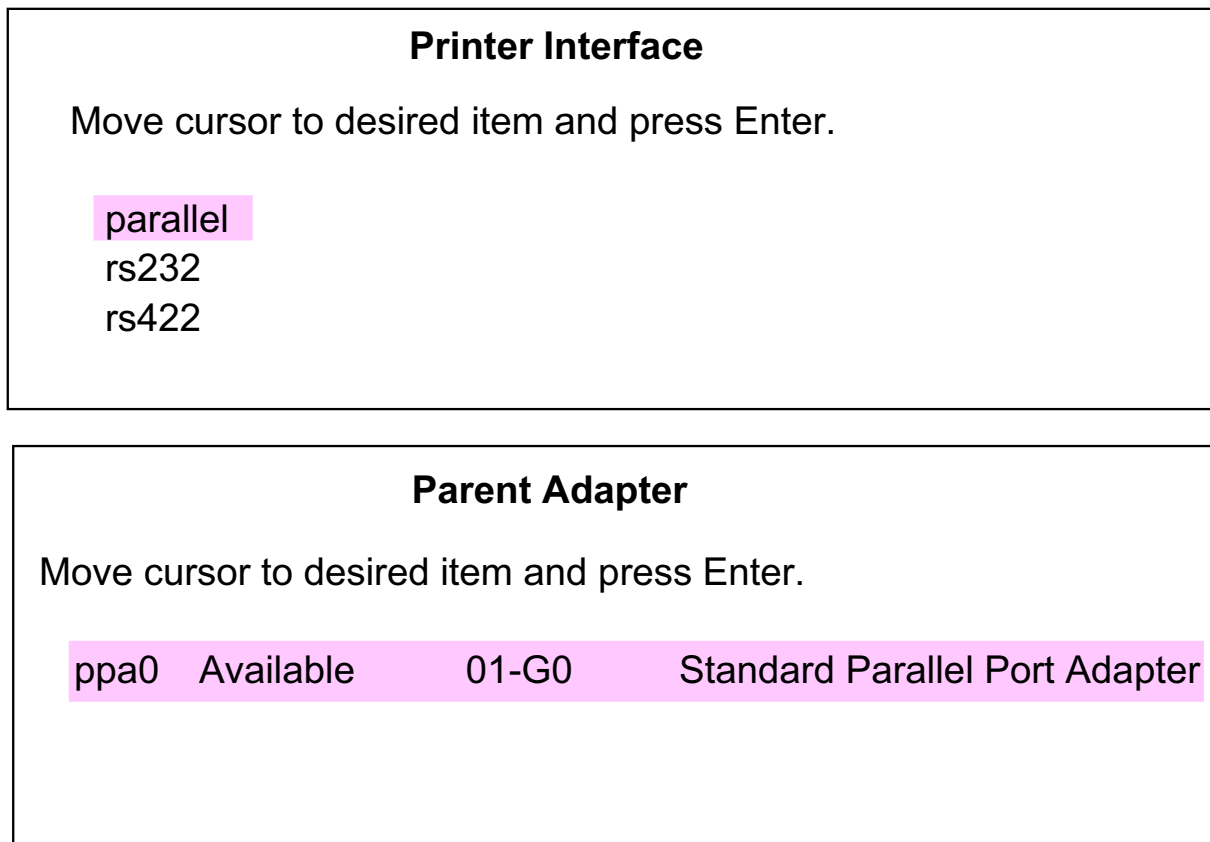 Printer Interface
Move cursor to desired item and press Enter.
parallel
rs232
rs422
Parent Adapter
Move cursor to desired item and press Enter.
ppa0 Available 01-G0 Standard Parallel Port Adapter